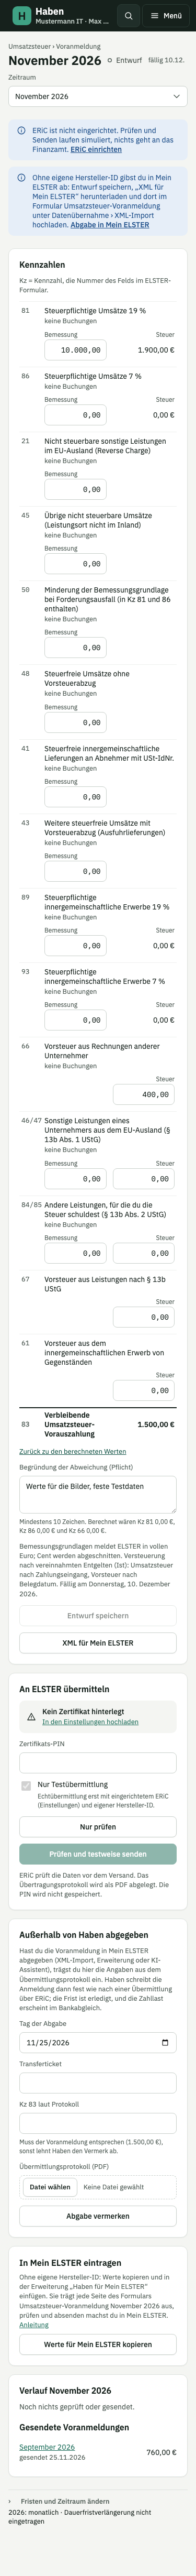 H
Haben
Mustermann IT · Max ...
Menü
Umsatzsteuer › Voranmeldung
November 2026
Entwurf
fällig 10.12.
Zeitraum
November 2026
ERiC ist nicht eingerichtet. Prüfen und
Senden laufen simuliert, nichts geht an das
Finanzamt. ERiC einrichten
Ohne eigene Hersteller-ID gibst du in Mein
ELSTER ab: Entwurf speichern, „XML für
Mein ELSTER“ herunterladen und dort im
Formular Umsatzsteuer-Voranmeldung
unter Datenübernahme › XML-Import
hochladen. Abgabe in Mein ELSTER
Kennzahlen
Kz = Kennzahl, die Nummer des Felds im ELSTER-
Formular.
81 Steuerpflichtige Umsätze 19 %
keine Buchungen
Bemessung Steuer
10.000,00 1.900,00 €
86 Steuerpflichtige Umsätze 7 %
keine Buchungen
Bemessung Steuer
0,00 0,00 €
21 Nicht steuerbare sonstige Leistungen
im EU-Ausland (Reverse Charge)
keine Buchungen
Bemessung
0,00
45 Übrige nicht steuerbare Umsätze
(Leistungsort nicht im Inland)
keine Buchungen
Bemessung
0,00
50 Minderung der Bemessungsgrundlage
bei Forderungsausfall (in Kz 81 und 86
enthalten)
keine Buchungen
Bemessung
0,00
48 Steuerfreie Umsätze ohne
Vorsteuerabzug
keine Buchungen
Bemessung
0,00
41 Steuerfreie innergemeinschaftliche
Lieferungen an Abnehmer mit USt-IdNr.
keine Buchungen
Bemessung
0,00
43 Weitere steuerfreie Umsätze mit
Vorsteuerabzug (Ausfuhrlieferungen)
keine Buchungen
Bemessung
0,00
89 Steuerpflichtige
innergemeinschaftliche Erwerbe 19 %
keine Buchungen
Bemessung Steuer
0,00 0,00 €
93 Steuerpflichtige
innergemeinschaftliche Erwerbe 7 %
keine Buchungen
Bemessung Steuer
0,00 0,00 €
66 Vorsteuer aus Rechnungen anderer
Unternehmer
keine Buchungen
Steuer
400,00
46/47 Sonstige Leistungen eines
Unternehmers aus dem EU-Ausland (§
13b Abs. 1 UStG)
keine Buchungen
Bemessung Steuer
0,00 0,00
84/85 Andere Leistungen, für die du die
Steuer schuldest (§ 13b Abs. 2 UStG)
keine Buchungen
Bemessung Steuer
0,00 0,00
67 Vorsteuer aus Leistungen nach § 13b
UStG
Steuer
0,00
61 Vorsteuer aus dem
innergemeinschaftlichen Erwerb von
Gegenständen
Steuer
0,00
83 Verbleibende
Umsatzsteuer-
Vorauszahlung
1.500,00 €
Zurück zu den berechneten Werten
Begründung der Abweichung (Pflicht)
Werte für die Bilder, feste Testdaten
Mindestens 10 Zeichen. Berechnet wären Kz 81 0,00 €,
Kz 86 0,00 € und Kz 66 0,00 €.
Bemessungsgrundlagen meldet ELSTER in vollen
Euro; Cent werden abgeschnitten. Versteuerung
nach vereinnahmten Entgelten (Ist): Umsatzsteuer
nach Zahlungseingang, Vorsteuer nach
Belegdatum. Fällig am Donnerstag, 10. Dezember
2026.
Entwurf speichern
XML für Mein ELSTER
An ELSTER übermitteln
Kein Zertifikat hinterlegt
In den Einstellungen hochladen
Zertifikats-PIN
Nur Testübermittlung
Echtübermittlung erst mit eingerichtetem ERiC
(Einstellungen) und eigener Hersteller-ID.
Nur prüfen
Prüfen und testweise senden
ERiC prüft die Daten vor dem Versand. Das
Übertragungsprotokoll wird als PDF abgelegt. Die
PIN wird nicht gespeichert.
Außerhalb von Haben abgegeben
Hast du die Voranmeldung in Mein ELSTER
abgegeben (XML-Import, Erweiterung oder KI-
Assistent), trägst du hier die Angaben aus dem
Übermittlungsprotokoll ein. Haben schreibt die
Anmeldung dann fest wie nach einer Übermittlung
über ERiC; die Frist ist erledigt, und die Zahllast
erscheint im Bankabgleich.
Tag der Abgabe
11/25/2026
Transferticket
Kz 83 laut Protokoll
Muss der Voranmeldung entsprechen (1.500,00 €),
sonst lehnt Haben den Vermerk ab.
Übermittlungsprotokoll (PDF)
Datei wählen Keine Datei gewählt
Abgabe vermerken
In Mein ELSTER eintragen
Ohne eigene Hersteller-ID: Werte kopieren und in
der Erweiterung „Haben für Mein ELSTER“
einfügen. Sie trägt jede Seite des Formulars
Umsatzsteuer-Voranmeldung November 2026 aus,
prüfen und absenden machst du in Mein ELSTER.
Anleitung
Werte für Mein ELSTER kopieren
Verlauf November 2026
Noch nichts geprüft oder gesendet.
Gesendete Voranmeldungen
September 2026
gesendet 25.11.2026
760,00 €
› Fristen und Zeitraum ändern
2026: monatlich · Dauerfristverlängerung nicht
eingetragen